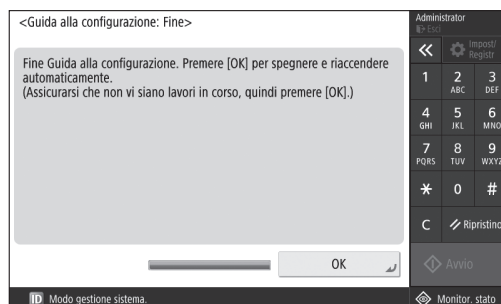 <Guida alla configurazione: Fine>
Fine Guida alla configurazione. Premere [OK] per spegnere e riaccendere
automaticamente.
(Assicurarsi che non vi siano lavori in corso, quindi premere [OK].)
OK
ID Modo gestione sistema.
Administrator
Esci
Impost/
Registr
1 2 3
ABC DEF
4 5 6
GHI JKL MNO
7 8 9
PQRS TUV WXYZ
* 0 #
C Ripristino
Avvio
Monitor. stato